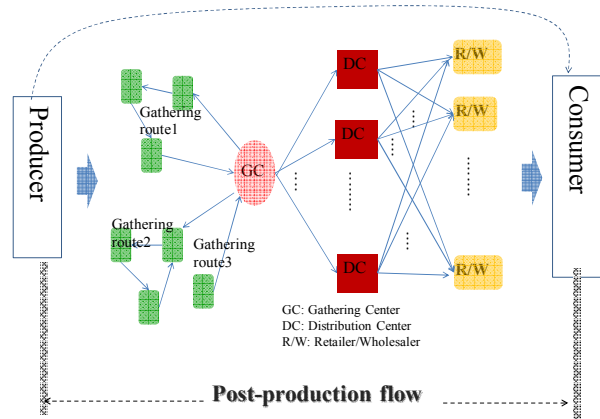 Producer
Gathering
route1
Gathering
route2
Gathering
route3
GC
DC
DC
DC
R/W
R/W
R/W
Consumer
GC: Gathering Center
DC: Distribution Center
R/W: Retailer/Wholesaler
Post-production flow